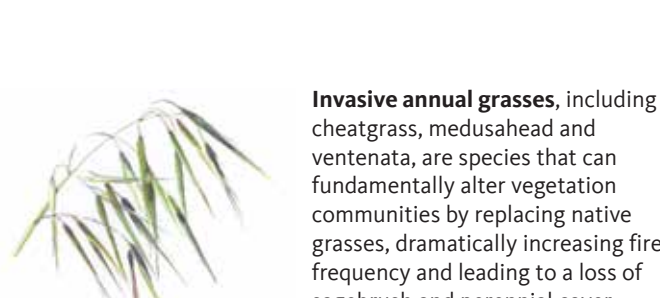 Invasive annual grasses, including
cheatgrass, medusahead and
ventenata, are species that can
fundamentally alter vegetation
communities by replacing native
grasses, dramatically increasing fire
frequency and leading to a loss of